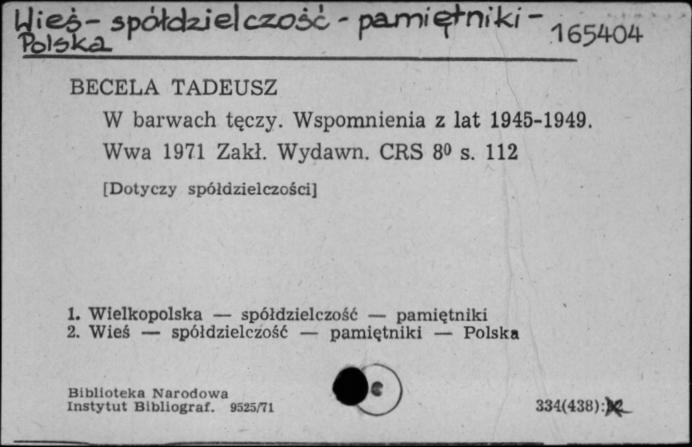 Wieś - spółdzielczość - pamiętniki -
Polska
165404
BECELA TADEUSZ
W barwach tęczy. Wspomnienia z lat 1945-1949.
Wwa 1971 Zakł. Wydawn. CRS 8⁰ s. 112
[Dotyczy spółdzielczości]
1. Wielkopolska — spółdzielczość — pamiętniki
2. Wieś — spółdzielczość — pamiętniki — Polska
Biblioteka Narodowa
Instytut Bibliograf. 9525/71
c
334(438):